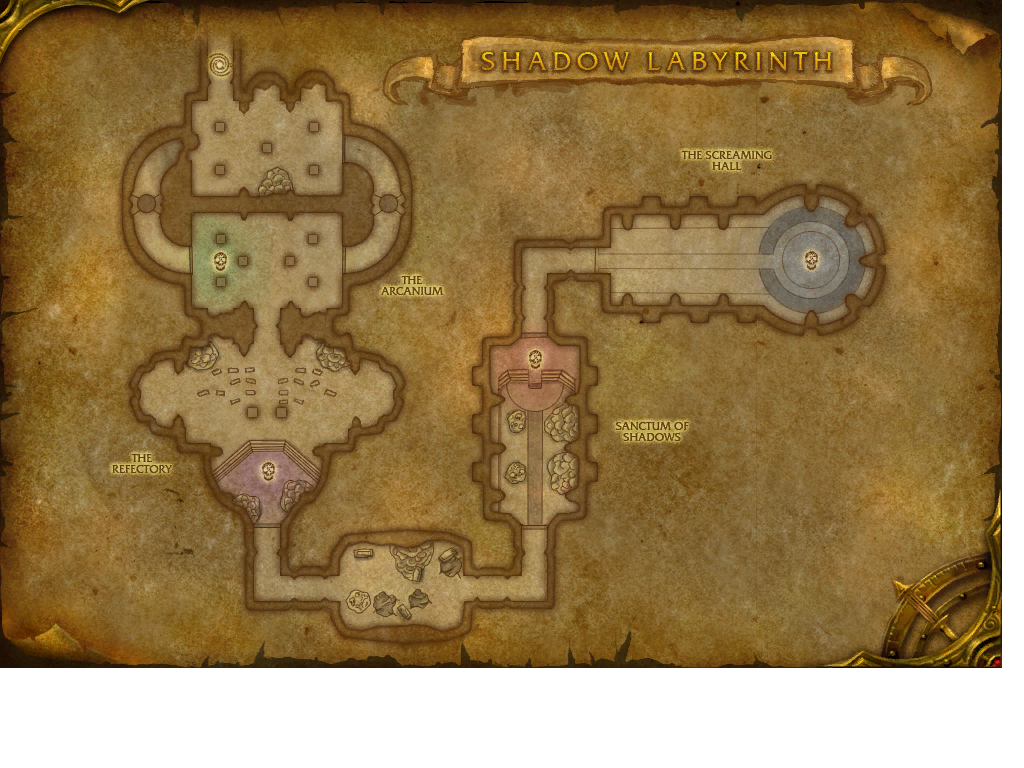 SHADOW LABYRINTH
THE SCREAMING
HALL
THE
ARCANIUM
SANCTUM OF
SHADOWS
THE
REFECTORY